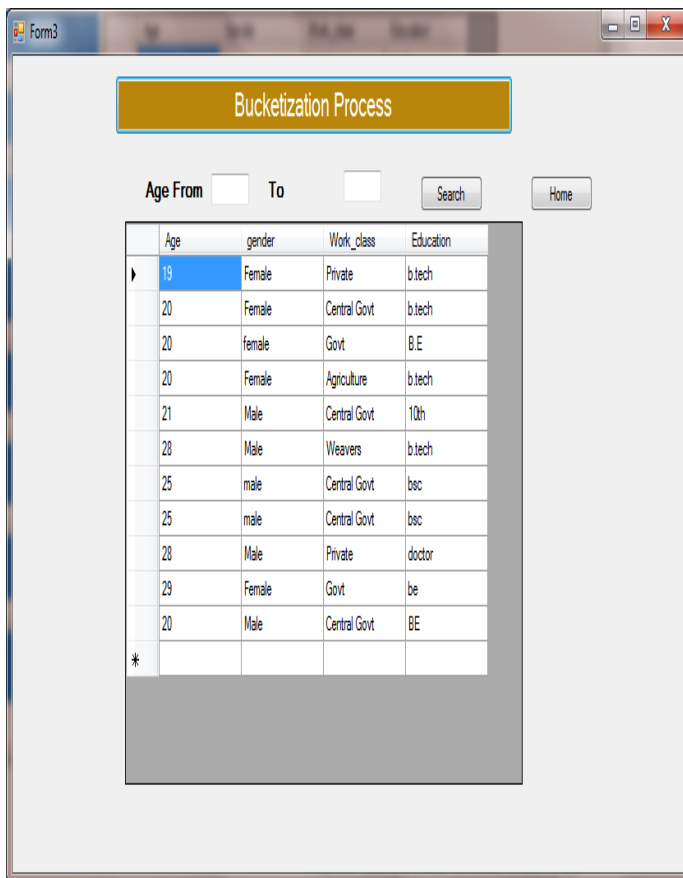 Form3
Bucketization Process
Age From To Search Home
Age gender Work_class Education
19 Female Private b.tech
20 Female Central Govt b.tech
20 female Govt B.E
20 Female Agriculture b.tech
21 Male Central Govt 10th
28 Male Weavers b.tech
25 male Central Govt bsc
25 male Central Govt bsc
28 Male Private doctor
29 Female Govt be
20 Male Central Govt BE